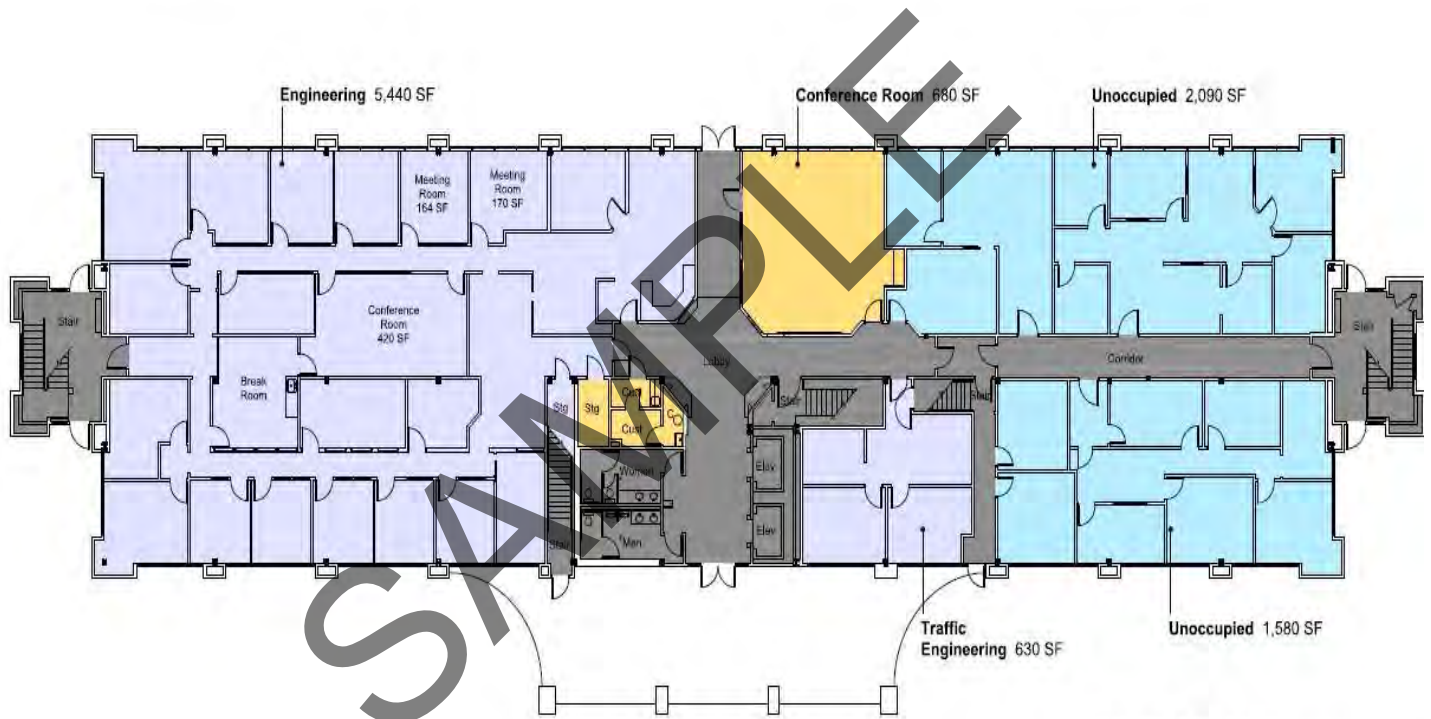 Engineering 5,440 SF
Conference Room 680 SF
Unoccupied 2,090 SF
Meeting
Room
164 SF
Meeting
Room
170 SF
Conference
Room
420 SF
Stair
Break
Room
Lobby
Corridor
Stair
Stg
Stg
Cust
Cust
C
Stair
Stair
Women
Men
Elev
Elev
Stair
Traffic
Engineering 630 SF
Unoccupied 1,580 SF
SAMPLE